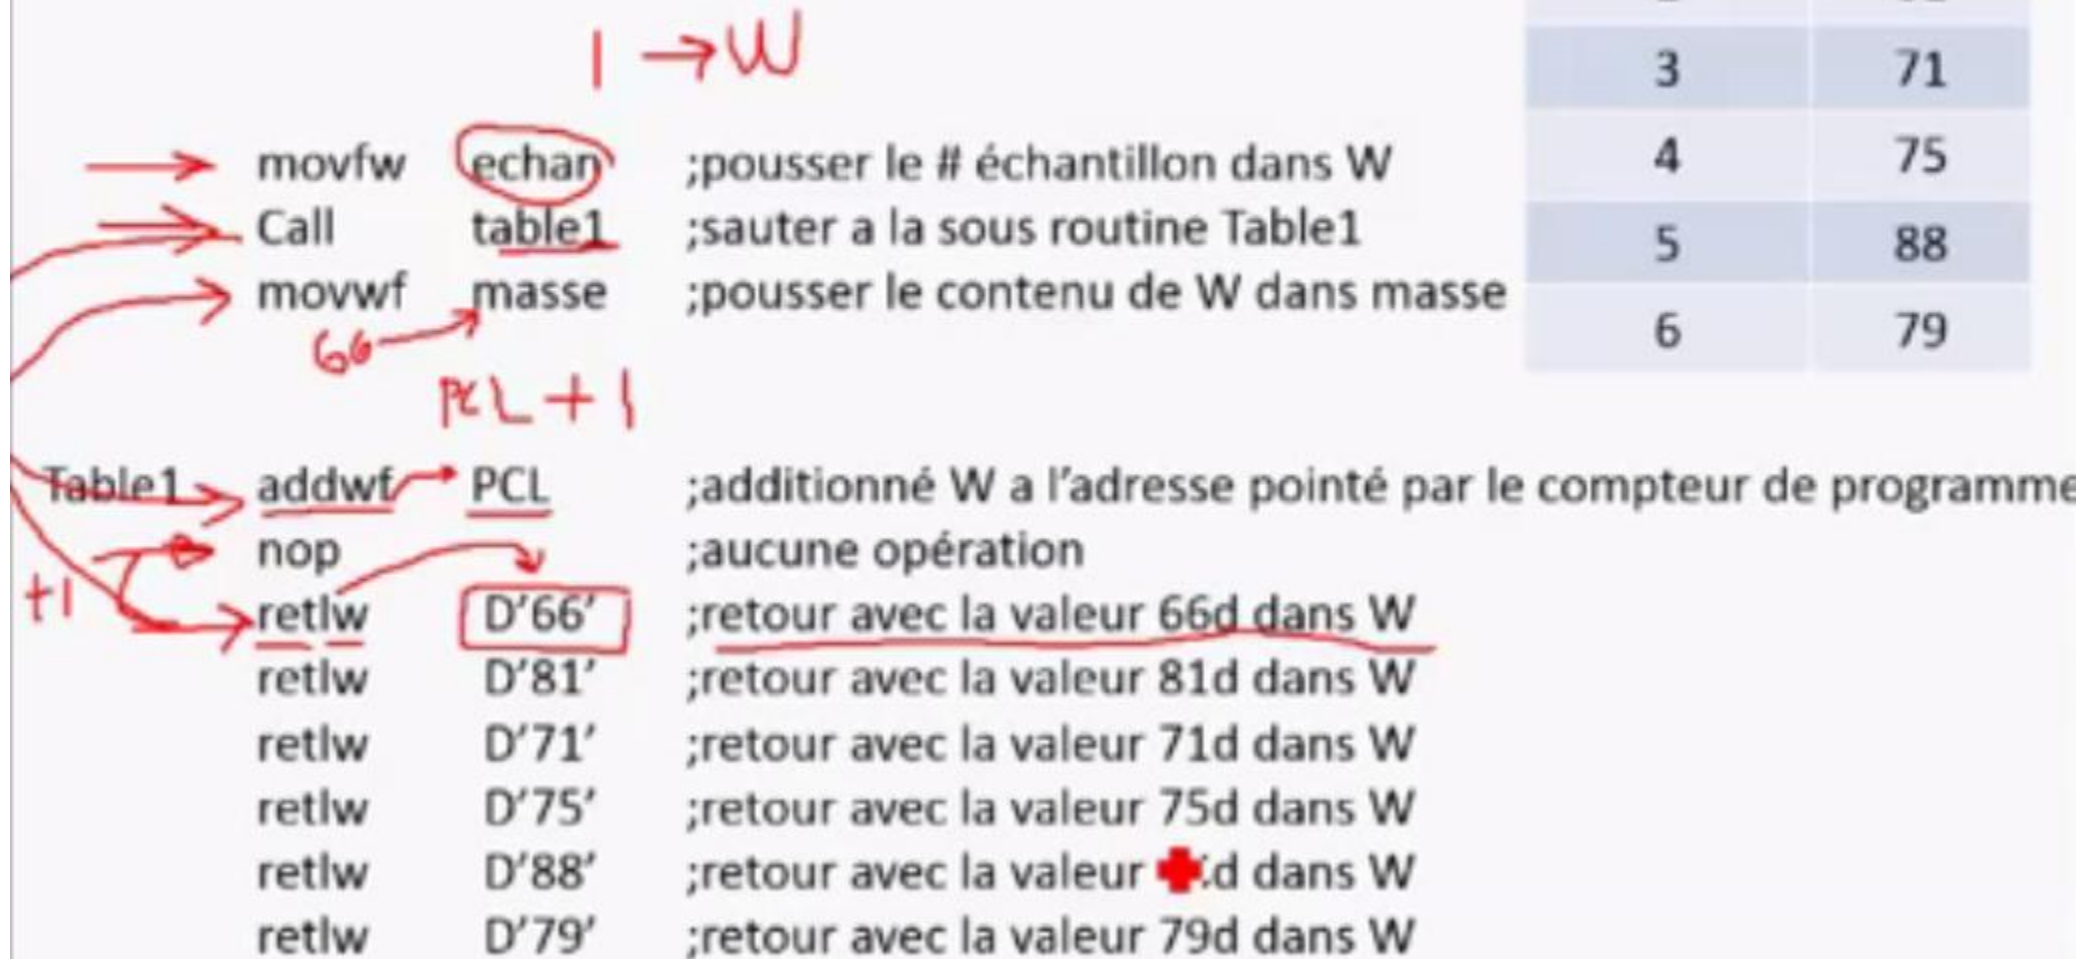 1 → W
3 71
movfw echan ;pousser le # échantillon dans W
4 75
Call table1 ;sauter a la sous routine Table1
5 88
movwf masse ;pousser le contenu de W dans masse
66
6 79
PCL + 1
Table1 addwf PCL ;additionné W a l'adresse pointé par le compteur de programme
nop ;aucune opération
+1
retlw D'66' ;retour avec la valeur 66d dans W
retlw D'81' ;retour avec la valeur 81d dans W
retlw D'71' ;retour avec la valeur 71d dans W
retlw D'75' ;retour avec la valeur 75d dans W
retlw D'88' ;retour avec la valeur d dans W
retlw D'79' ;retour avec la valeur 79d dans W